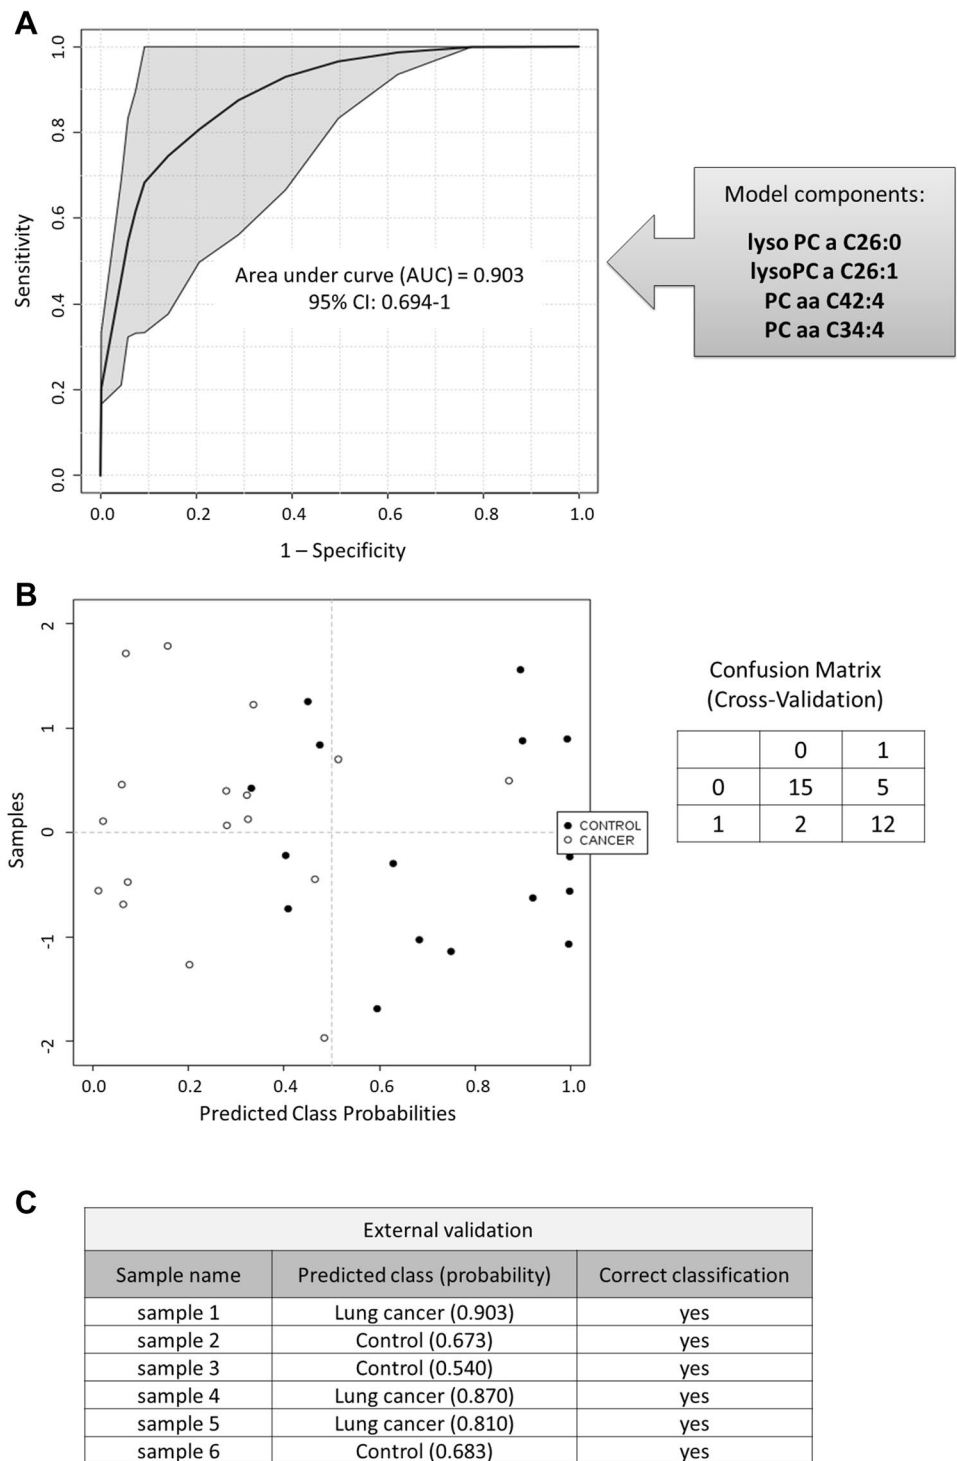 A
1.0
0.8
0.6
0.4
0.2
0.0
Sensitivity
Area under curve (AUC) = 0.903
95% CI: 0.694-1
0.0 0.2 0.4 0.6 0.8 1.0
1 – Specificity
Model components:
lyso PC a C26:0
lysoPC a C26:1
PC aa C42:4
PC aa C34:4
B
2
1
0
-1
-2
Samples
CONTROL
CANCER
0.0 0.2 0.4 0.6 0.8 1.0
Predicted Class Probabilities
Confusion Matrix
(Cross-Validation)
0 1
0 15 5
1 2 12
C
External validation
Sample name Predicted class (probability) Correct classification
sample 1 Lung cancer (0.903) yes
sample 2 Control (0.673) yes
sample 3 Control (0.540) yes
sample 4 Lung cancer (0.870) yes
sample 5 Lung cancer (0.810) yes
sample 6 Control (0.683) yes